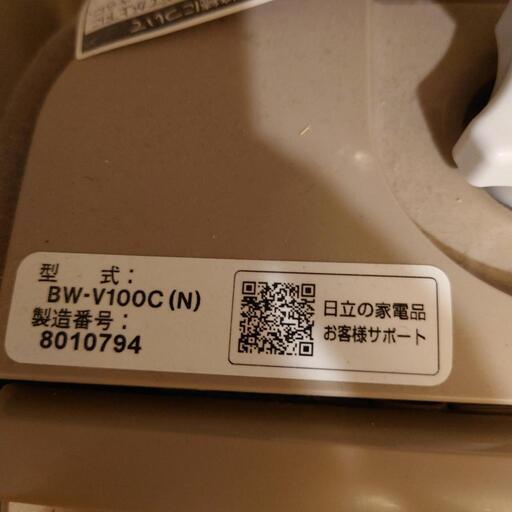 型　式：
BW-V100C(N)
製造番号：
8010794
日立の家電品
お客様サポート